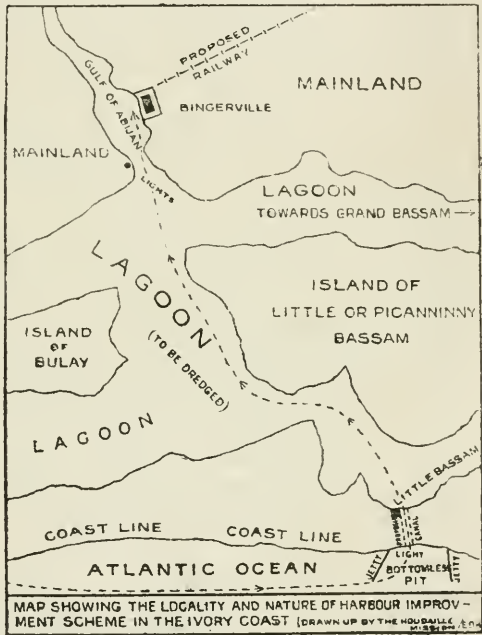 PROPOSED
RAILWAY
GULF OF ABIJAN
MAINLAND
BINGERVILLE
MAINLAND
LIGHTS
LAGOON
TOWARDS GRAND BASSAM
LAGOON
(TO BE DREDGED)
ISLAND OF
LITTLE OR PICANNINNY
BASSAM
ISLAND
OF
BULAY
LAGOON
LITTLE BASSAM
CANAL
COAST LINE COAST LINE
LIGHT
ATLANTIC OCEAN
JETTY
BOTTOMLESS
PIT
JETTY
MAP SHOWING THE LOCALITY AND NATURE OF HARBOUR IMPROV-
MENT SCHEME IN THE IVORY COAST (DRAWN UP BY THE HOUDAILLE
MISSION